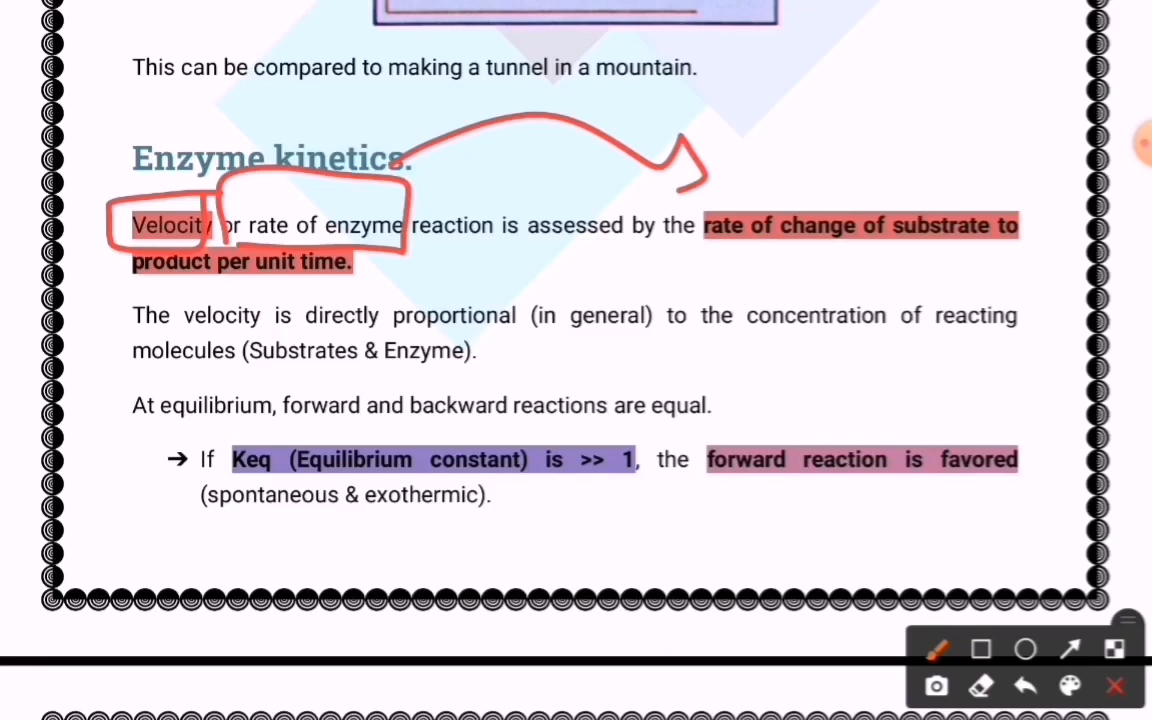 This can be compared to making a tunnel in a mountain.
Enzyme kinetics.
Velocity or rate of enzyme reaction is assessed by the rate of change of substrate to
product per unit time.
The velocity is directly proportional (in general) to the concentration of reacting
molecules (Substrates & Enzyme).
At equilibrium, forward and backward reactions are equal.
➔ If Keq (Equilibrium constant) is >> 1, the forward reaction is favored
(spontaneous & exothermic).